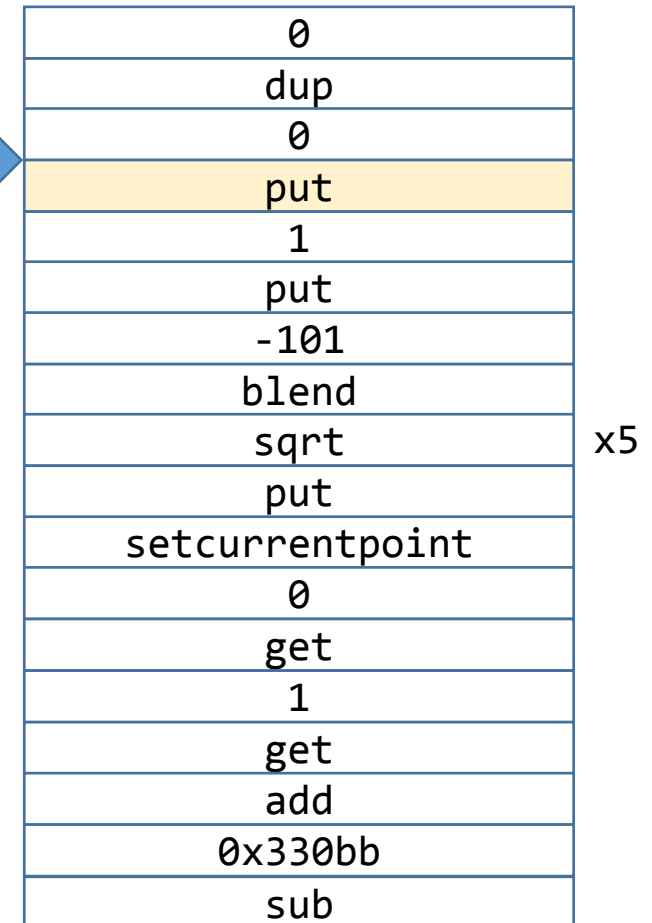 0
dup
0
put
1
put
-101
blend
sqrt x5
put
setcurrentpoint
0
get
1
get
add
0x330bb
sub